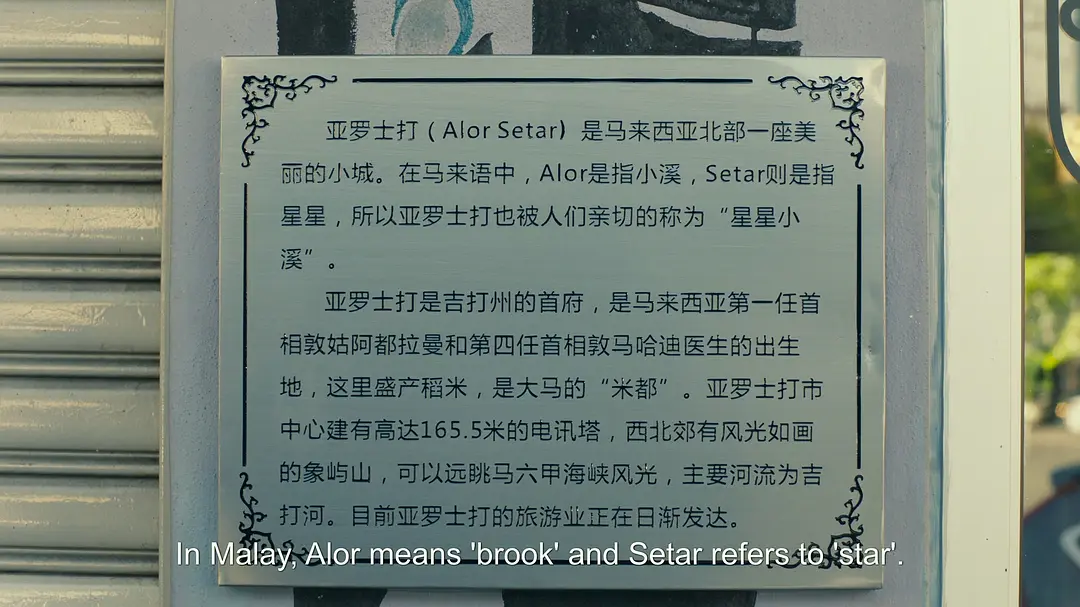 亚罗士打（Alor Setar）是马来西亚北部一座美
丽的小城。在马来语中，Alor是指小溪，Setar则是指
星星，所以亚罗士打也被人们亲切的称为“星星小
溪”。
亚罗士打是吉打州的首府，是马来西亚第一任首
相敦姑阿都拉曼和第四任首相敦马哈迪医生的出生
地，这里盛产稻米，是大马的“米都”。亚罗士打市
中心建有高达165.5米的电讯塔，西北郊有风光如画
的象屿山，可以远眺马六甲海峡风光，主要河流为吉
打河。目前亚罗士打的旅游业正在日渐发达。
In Malay, Alor means 'brook' and Setar refers to 'star'.